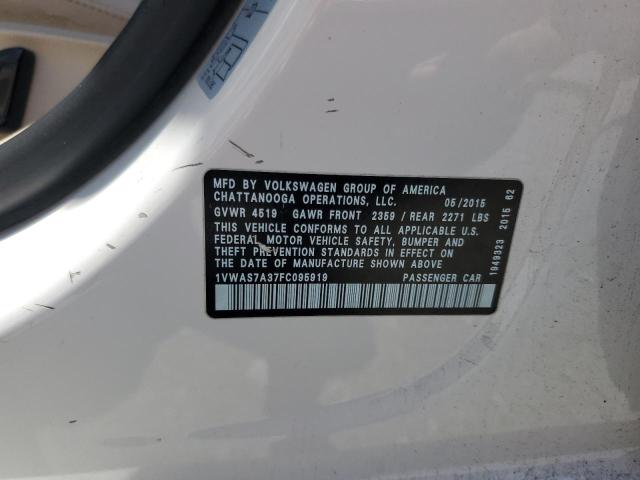 MFD BY VOLKSWAGEN GROUP OF AMERICA
CHATTANOOGA OPERATIONS, LLC. 05/2015
GVWR 4519 GAWR FRONT 2359 / REAR 2271 LBS
THIS VEHICLE CONFORMS TO ALL APPLICABLE U.S.
FEDERAL MOTOR VEHICLE SAFETY, BUMPER AND
THEFT PREVENTION STANDARDS IN EFFECT ON
THE DATE OF MANUFACTURE SHOWN ABOVE
1VWAS7A37FC095919 PASSENGER CAR
1949323 2015 62